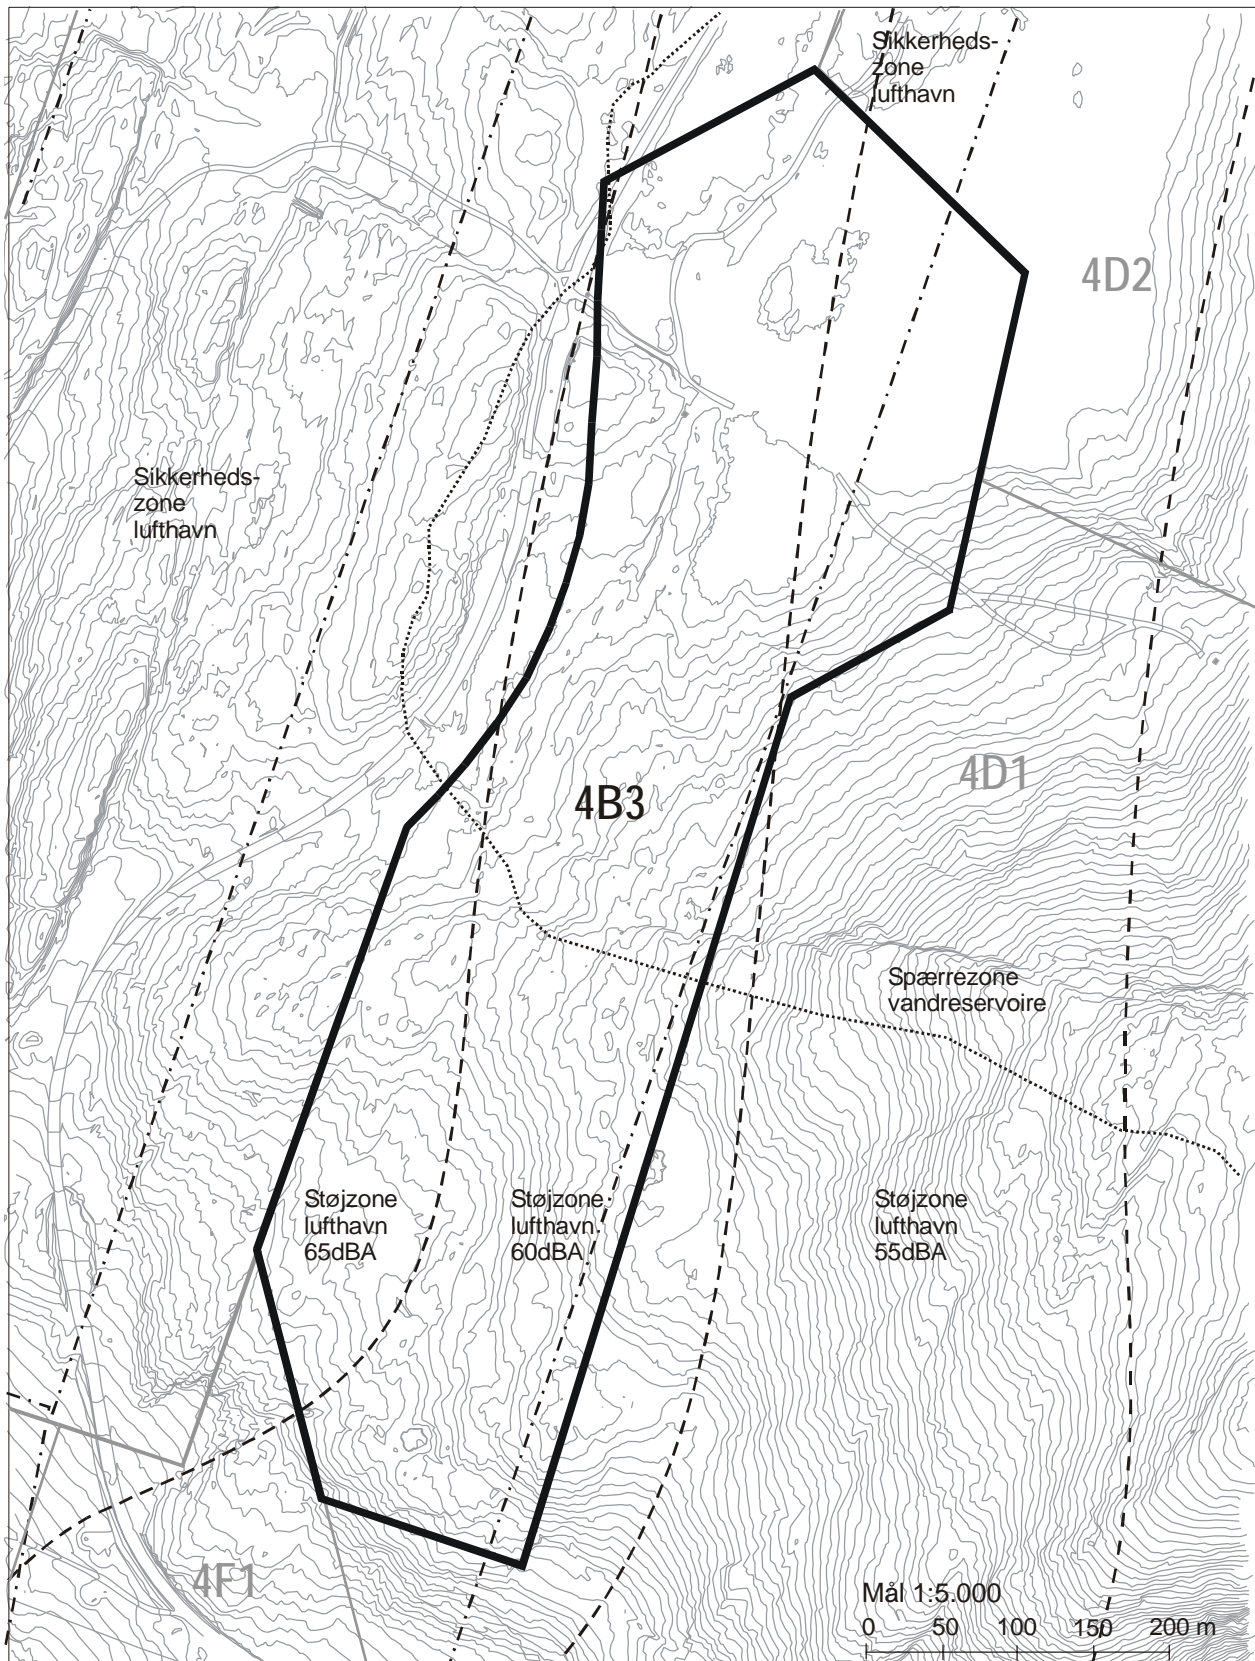 Sikkerheds-
zone
lufthavn
4D2
Sikkerheds-
zone
lufthavn
4B3
4D1
Spærrezone
vandreservoire
Støjzone
lufthavn
65dBA
Støjzone
lufthavn
60dBA
Støjzone
lufthavn
55dBA
4F1
Mål 1:5.000
0 50 100 150 200 m